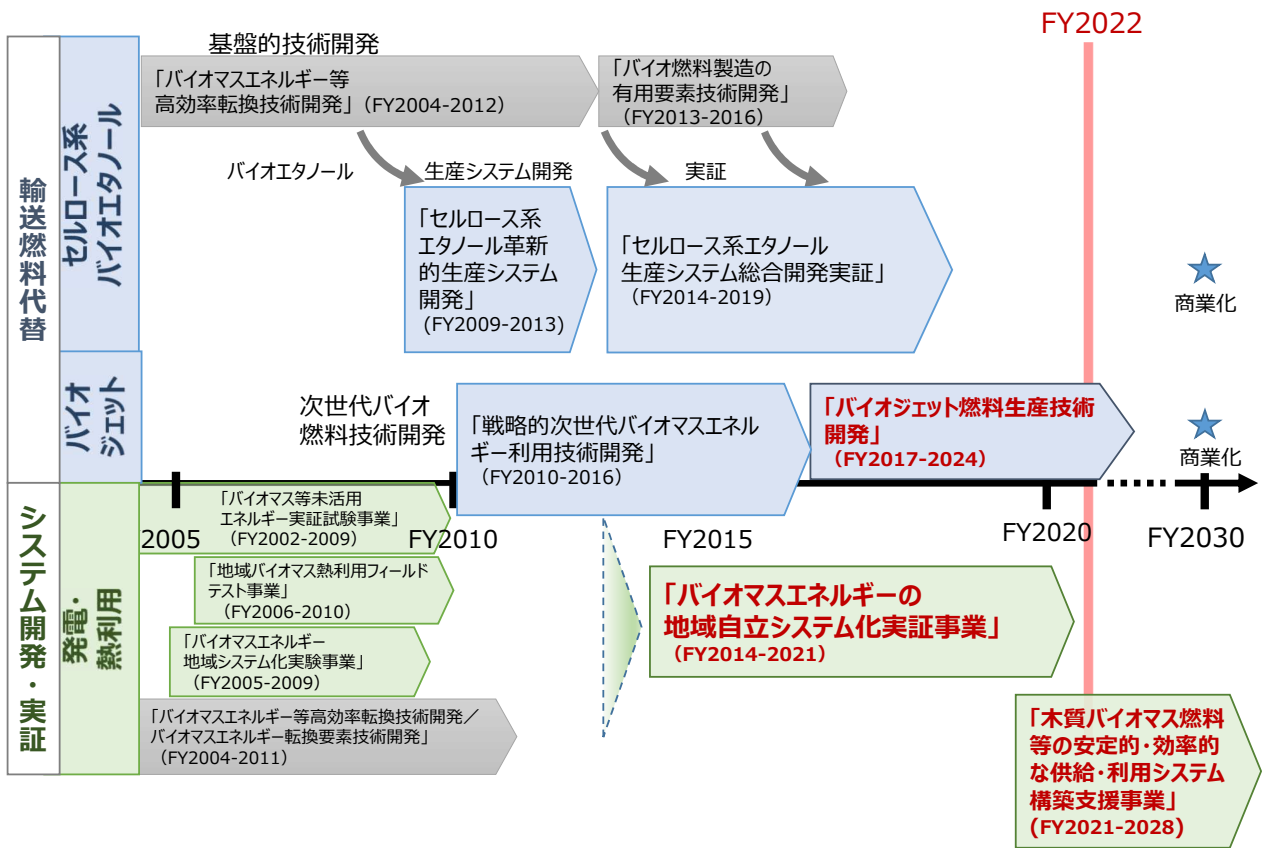 FY2022
輸送燃料代替
セルロース系
バイオエタノール
基盤的技術開発
「バイオマスエネルギー等
高効率転換技術開発」(FY2004-2012)
「バイオ燃料製造の
有用要素技術開発」
(FY2013-2016)
バイオエタノール
生産システム開発
実証
「セルロース系
エタノール革新
的生産システム
開発」
(FY2009-2013)
「セルロース系エタノール
生産システム総合開発実証」
(FY2014-2019)
商業化
バイオ
ジェット
次世代バイオ
燃料技術開発
「戦略的次世代バイオマスエネル
ギー利用技術開発」
(FY2010-2016)
「バイオジェット燃料生産技術
開発」
(FY2017-2024)
商業化
2005
FY2010
FY2015
FY2020
FY2030
システム開発・実証
発電・
熱利用
「バイオマス等未活用
エネルギー実証試験事業」
(FY2002-2009)
「地域バイオマス熱利用フィールド
テスト事業」
(FY2006-2010)
「バイオマスエネルギー
地域システム化実験事業」
(FY2005-2009)
「バイオマスエネルギー等高効率転換技術開発／
バイオマスエネルギー転換要素技術開発」
(FY2004-2011)
「バイオマスエネルギーの
地域自立システム化実証事業」
(FY2014-2021)
「木質バイオマス燃料
等の安定的・効率的
な供給・利用システム
構築支援事業」
(FY2021-2028)